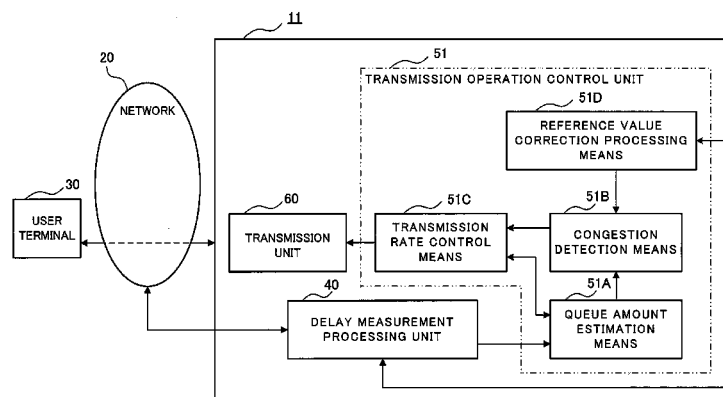 11
20
51
TRANSMISSION OPERATION CONTROL UNIT
NETWORK
51D
REFERENCE VALUE
CORRECTION PROCESSING
MEANS
30
USER
TERMINAL
60
TRANSMISSION
UNIT
51C
TRANSMISSION
RATE CONTROL
MEANS
51B
CONGESTION
DETECTION MEANS
40
DELAY MEASUREMENT
PROCESSING UNIT
51A
QUEUE AMOUNT
ESTIMATION
MEANS